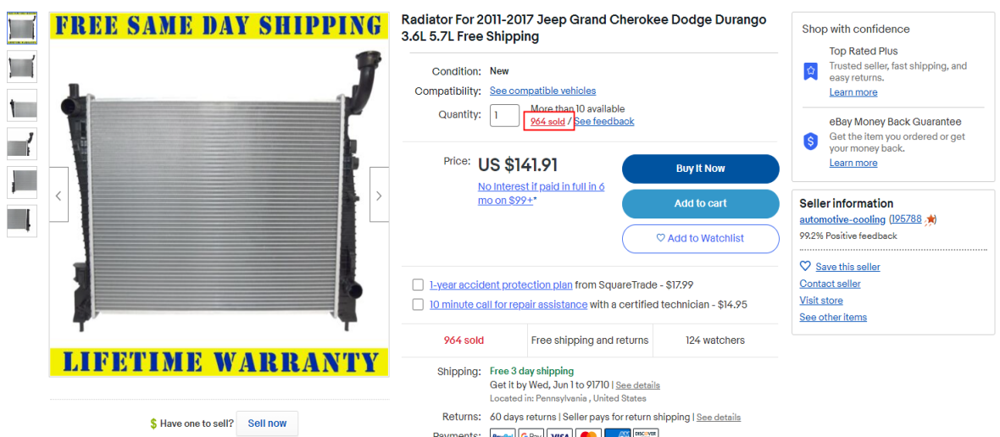 FREE SAME DAY SHIPPING
LIFETIME WARRANTY
$ Have one to sell? Sell now
Radiator For 2011-2017 Jeep Grand Cherokee Dodge Durango
3.6L 5.7L Free Shipping
Condition: New
Compatibility: See compatible vehicles
Quantity: 1 More than 10 available
964 sold / See feedback
Price: US $141.91
No Interest if paid in full in 6
mo on $99+*
Buy It Now
Add to cart
Add to Watchlist
1-year accident protection plan from SquareTrade - $17.99
10 minute call for repair assistance with a certified technician - $14.95
964 sold Free shipping and returns 124 watchers
Shipping: Free 3 day shipping
Get it by Wed, Jun 1 to 91710 | See details
Located in: Pennsylvania , United States
Returns: 60 days returns | Seller pays for return shipping | See details
Payments: PayPal G Pay VISA AM DISCOVER
Shop with confidence
Top Rated Plus
Trusted seller, fast shipping, and
easy returns.
Learn more
eBay Money Back Guarantee
Get the item you ordered or get
your money back.
Learn more
Seller information
automotive-cooling (195788)
99.2% Positive feedback
Save this seller
Contact seller
Visit store
See other items